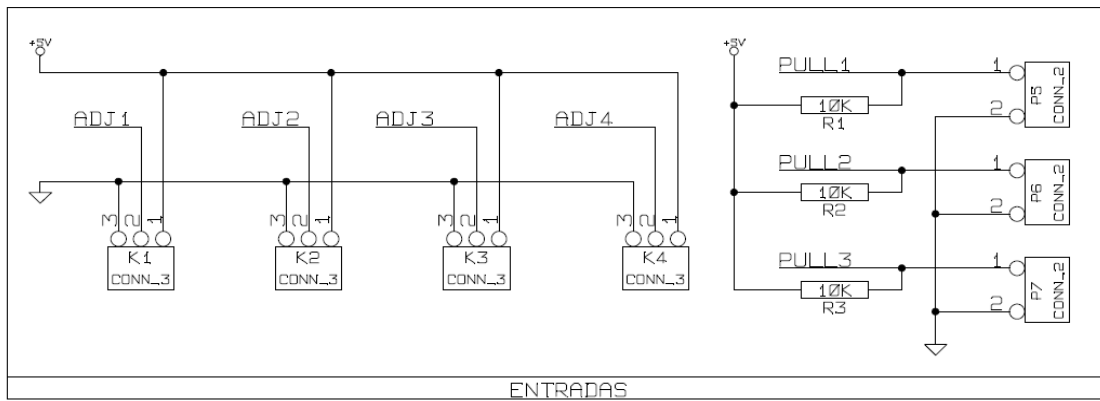 +5V
ADJ1 ADJ2 ADJ3 ADJ4
3 2 1 3 2 1 3 2 1 3 2 1
K1 K2 K3 K4
CONN_3 CONN_3 CONN_3 CONN_3
+5V
PULL1 1
10K
R1 2
P5
CONN_2
PULL2 1
10K
R2 2
P6
CONN_2
PULL3 1
10K
R3 2
P7
CONN_2
ENTRADAS